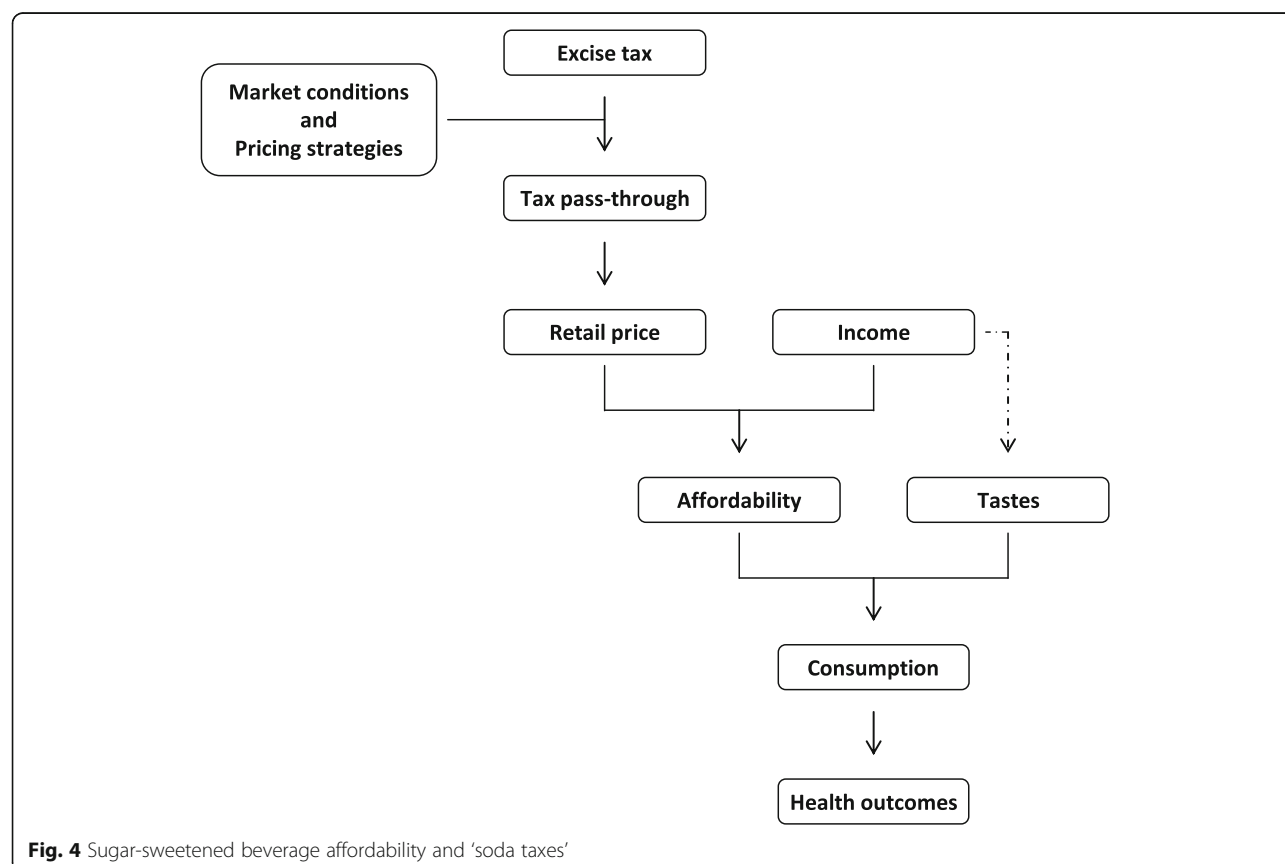 Excise tax
Market conditions
and
Pricing strategies
Tax pass-through
Retail price
Income
Affordability
Tastes
Consumption
Health outcomes
Fig. 4 Sugar-sweetened beverage affordability and ‘soda taxes’